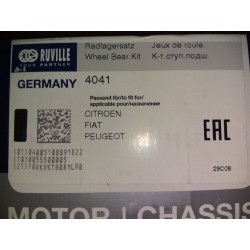 RUVILLE
YOUR PARTNER
Radlagersatz
Wheel Bear.Kit
Jeux de roule.
К-т.ступ.подш.
GERMANY 4041
Passend für/to fit for/
applicable pour/назначение
CITROEN
FIAT
PEUGEOT
EAC
29C08
MOTOR | CHASSIS